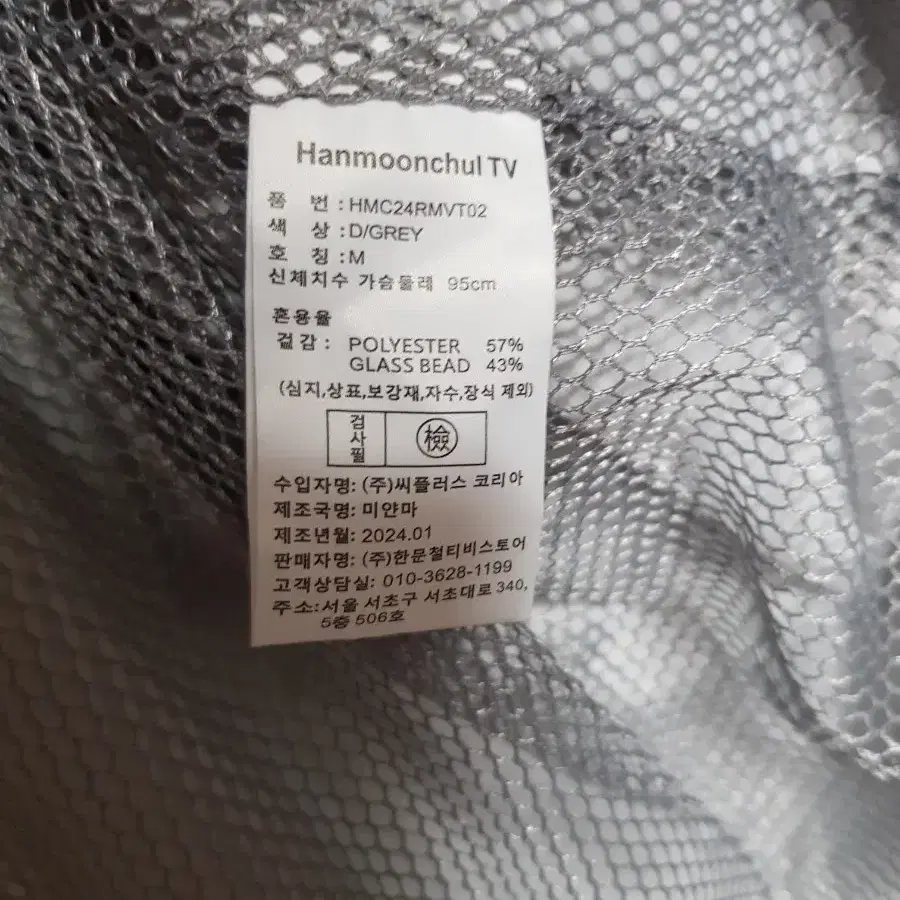 Hanmoonchul TV
품 번 : HMC24RMVT02
색 상 : D/GREY
호 칭 : M
신체치수 가슴둘레 95cm
혼용율
겉감 : POLYESTER 57%
GLASS BEAD 43%
(심지,상표,보강재,자수,장식 제외)
검사필 檢
수입자명: (주)씨플러스 코리아
제조국명: 미얀마
제조년월: 2024.01
판매자명: (주)한문철티비스토어
고객상담실: 010-3628-1199
주소:서울 서초구 서초대로 340,
5층 506호